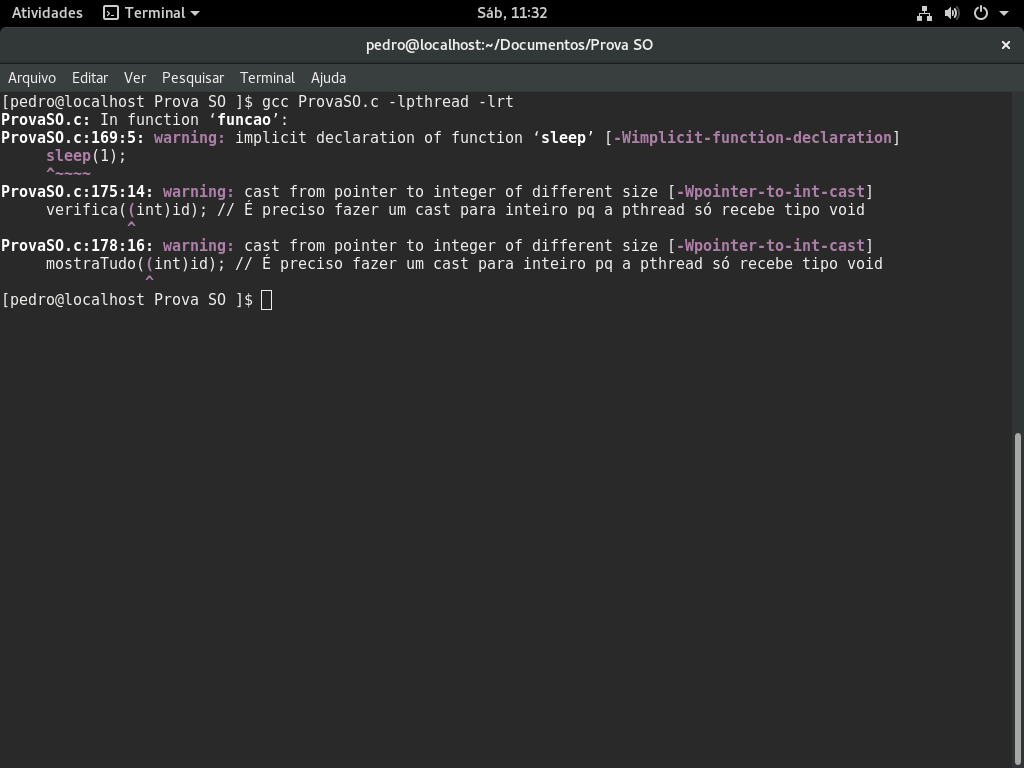 Atividades Terminal Sáb, 11:32
pedro@localhost:~/Documentos/Prova SO ×
Arquivo Editar Ver Pesquisar Terminal Ajuda
[pedro@localhost Prova SO ]$ gcc ProvaSO.c -lpthread -lrt
ProvaSO.c: In function ‘funcao’:
ProvaSO.c:169:5: warning: implicit declaration of function ‘sleep’ [-Wimplicit-function-declaration]
     sleep(1);
     ^~~~~
ProvaSO.c:175:14: warning: cast from pointer to integer of different size [-Wpointer-to-int-cast]
     verifica((int)id); // É preciso fazer um cast para inteiro pq a pthread só recebe tipo void
              ^
ProvaSO.c:178:16: warning: cast from pointer to integer of different size [-Wpointer-to-int-cast]
     mostraTudo((int)id); // É preciso fazer um cast para inteiro pq a pthread só recebe tipo void
                ^
[pedro@localhost Prova SO ]$